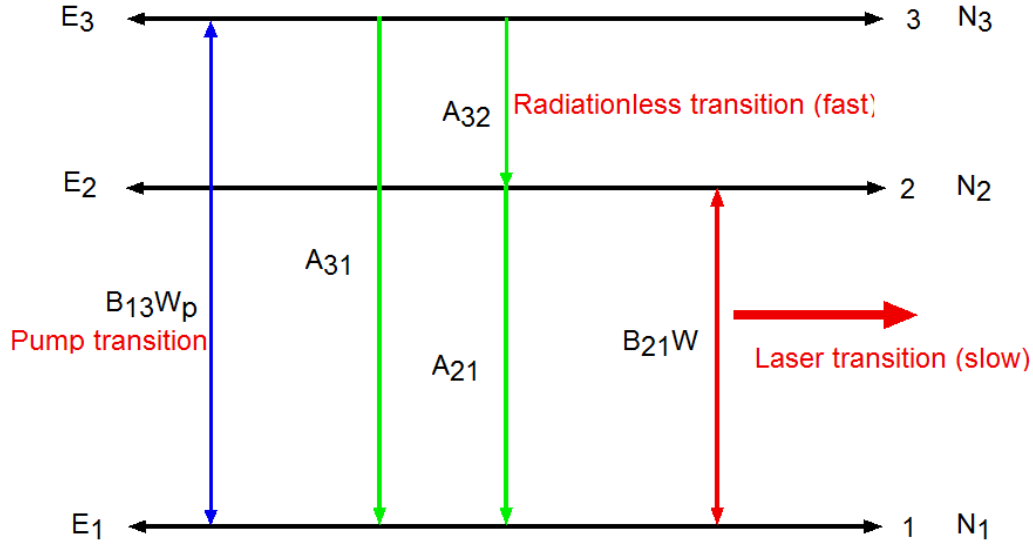 E3 3 N3
A32 Radiationless transition (fast)
E2 2 N2
A31
B13Wp
Pump transition
A21
B21W
Laser transition (slow)
E1 1 N1